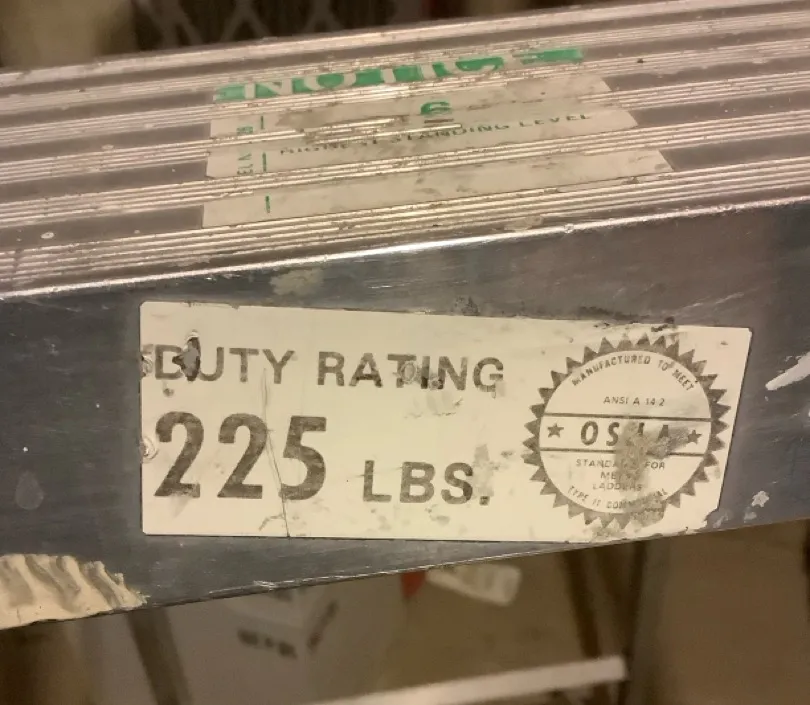 6
HIGHEST STANDING LEVEL
DUTY RATING
225 LBS.
MANUFACTURED TO MEET
ANSI A 14 2
OSHA
STANDARDS FOR
METAL
LADDERS
TYPE II COMMERCIAL